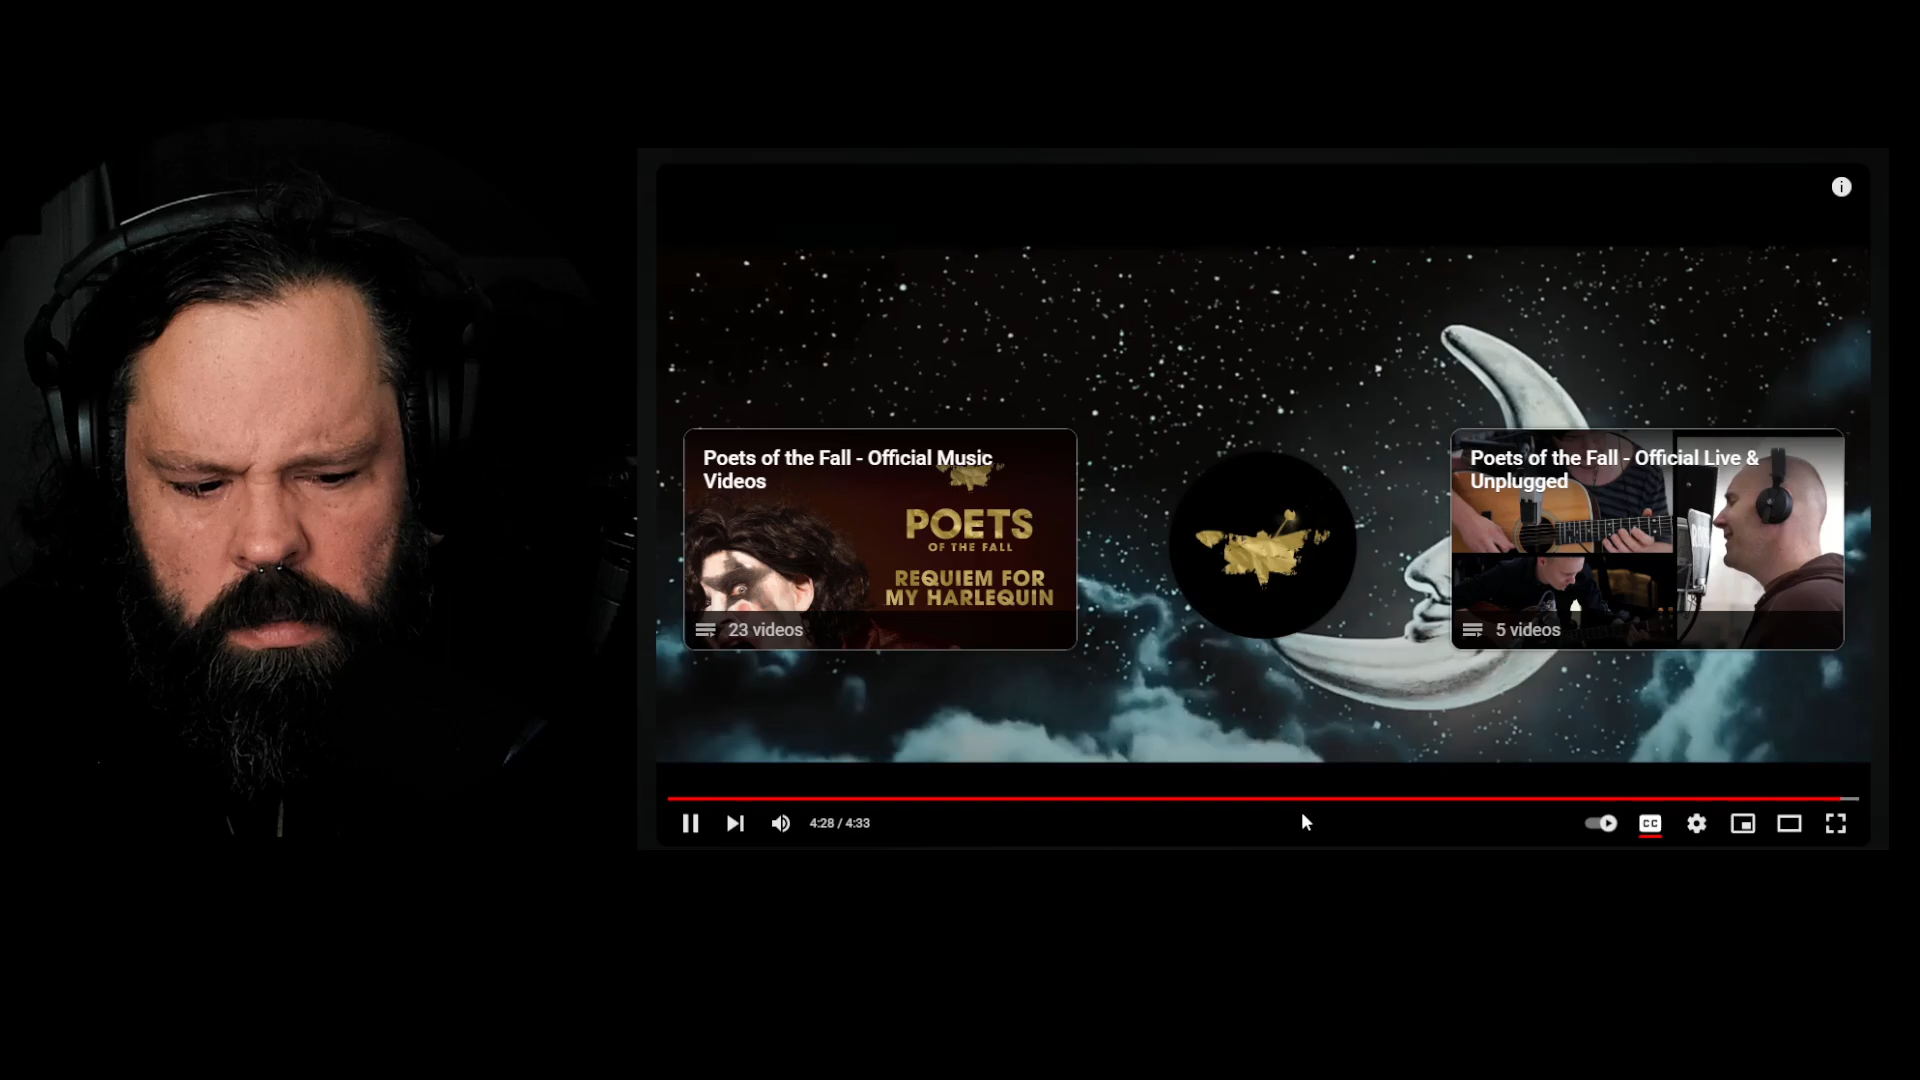 Poets of the Fall - Official Music
Videos
POETS
OF THE FALL
REQUIEM FOR
MY HARLEQUIN
23 videos
Poets of the Fall - Official Live &
Unplugged
5 videos
4:28 / 4:33
CC